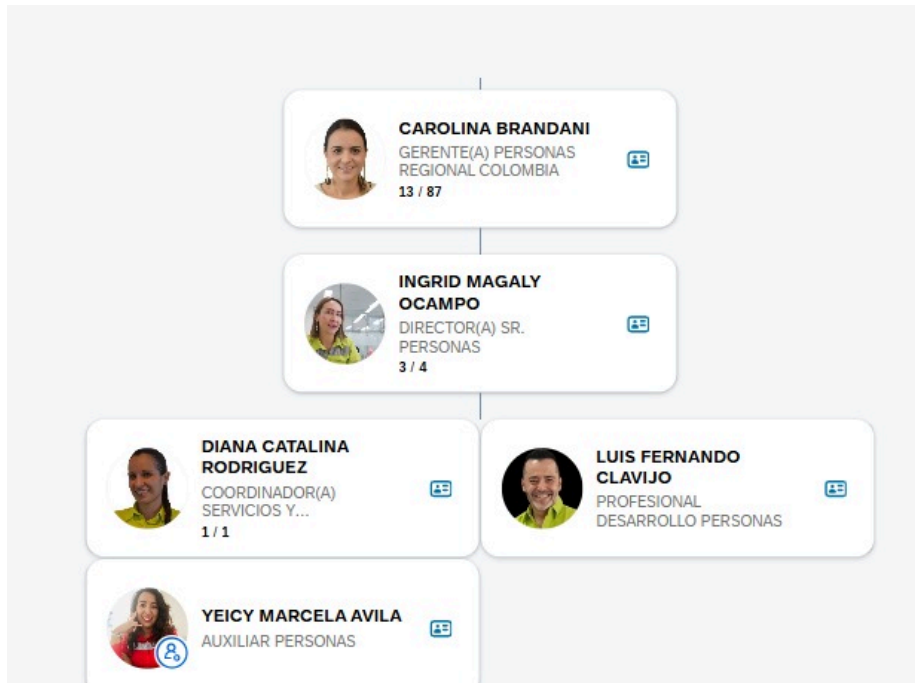 CAROLINA BRANDANI
GERENTE(A) PERSONAS
REGIONAL COLOMBIA
13 / 87
INGRID MAGALY
OCAMPO
DIRECTOR(A) SR.
PERSONAS
3 / 4
DIANA CATALINA
RODRIGUEZ
COORDINADOR(A)
SERVICIOS Y...
1 / 1
LUIS FERNANDO
CLAVIJO
PROFESIONAL
DESARROLLO PERSONAS
YEICY MARCELA AVILA
AUXILIAR PERSONAS